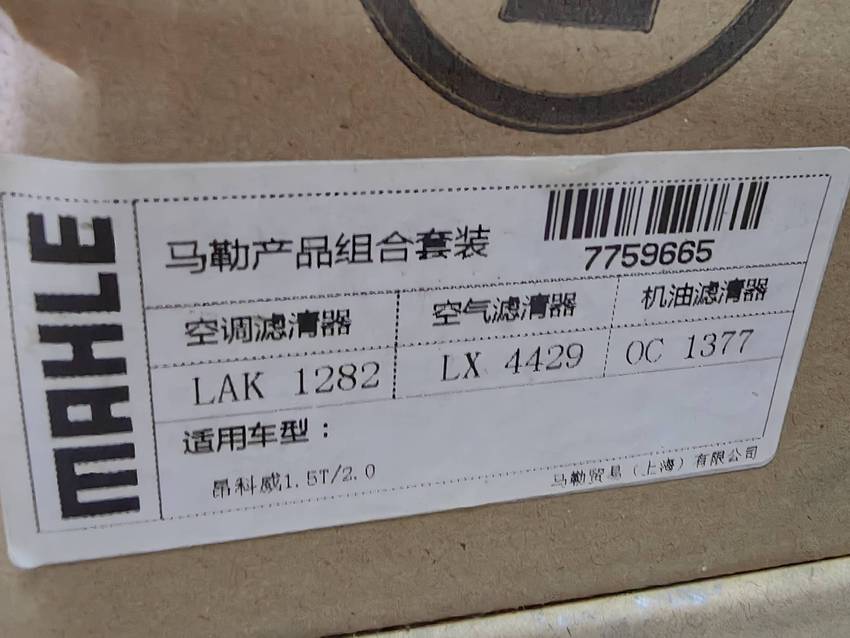 MAHLE
马勒产品组合套装
7759665
空调滤清器 空气滤清器 机油滤清器
LAK 1282 LX 4429 OC 1377
适用车型：
昂科威1.5T/2.0
马勒贸易（上海）有限公司